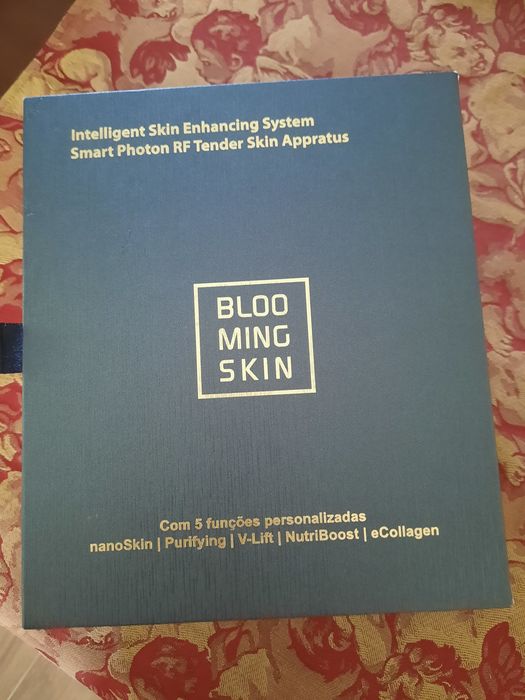 Intelligent Skin Enhancing System
Smart Photon RF Tender Skin Appratus
BLOO
MING
SKIN
Com 5 funções personalizadas
nanoSkin | Purifying | V-Lift | NutriBoost | eCollagen